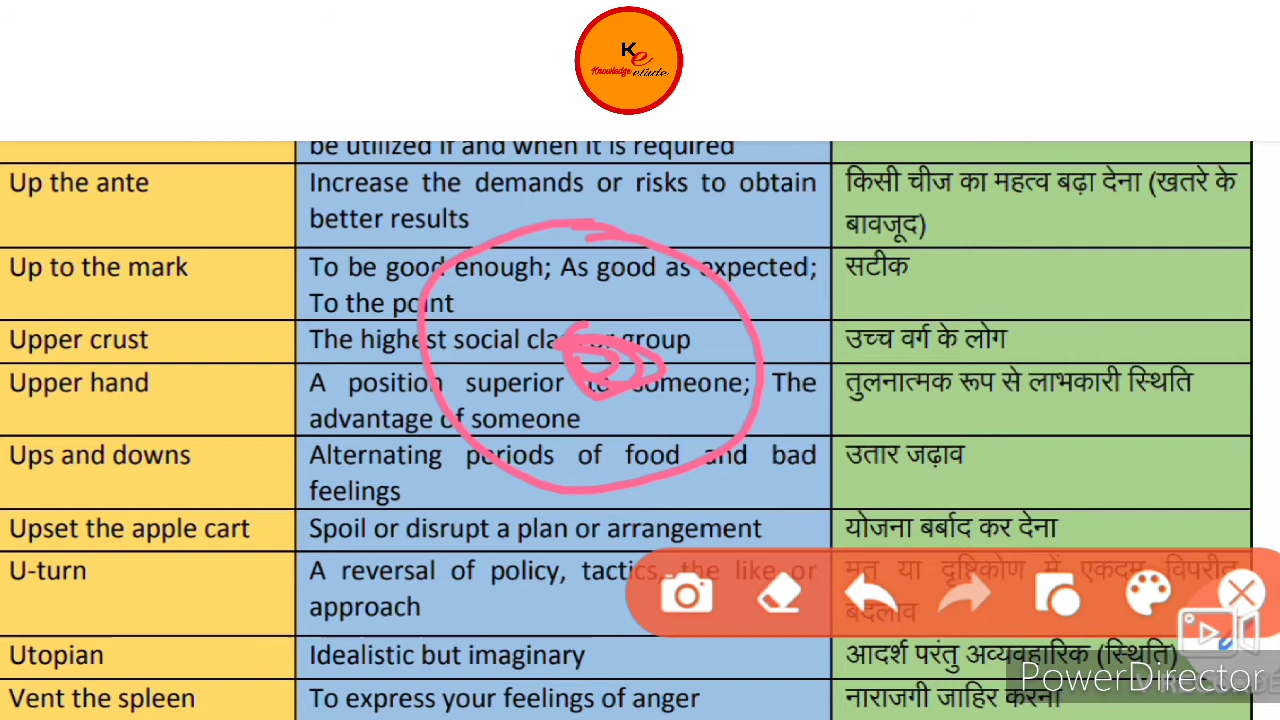 Ke
Knowledge etude
be utilized if and when it is required
Up the ante
Increase the demands or risks to obtain
better results
किसी चीज का महत्व बढ़ा देना (खतरे के
बावजूद)
Up to the mark
To be good enough; As good as expected;
To the point
सटीक
Upper crust
The highest social class or group
उच्च वर्ग के लोग
Upper hand
A position superior to someone; The
advantage of someone
तुलनात्मक रूप से लाभकारी स्थिति
Ups and downs
Alternating periods of food and bad
feelings
उतार जढ़ाव
Upset the apple cart
Spoil or disrupt a plan or arrangement
योजना बर्बाद कर देना
U-turn
A reversal of policy, tactics, the like or
approach
मत या दृष्टिकोण में एकदम विपरीत
बदलाव
Utopian
Idealistic but imaginary
आदर्श परंतु अव्यवहारिक (स्थिति)
Vent the spleen
To express your feelings of anger
नाराजगी जाहिर करना
PowerDirector